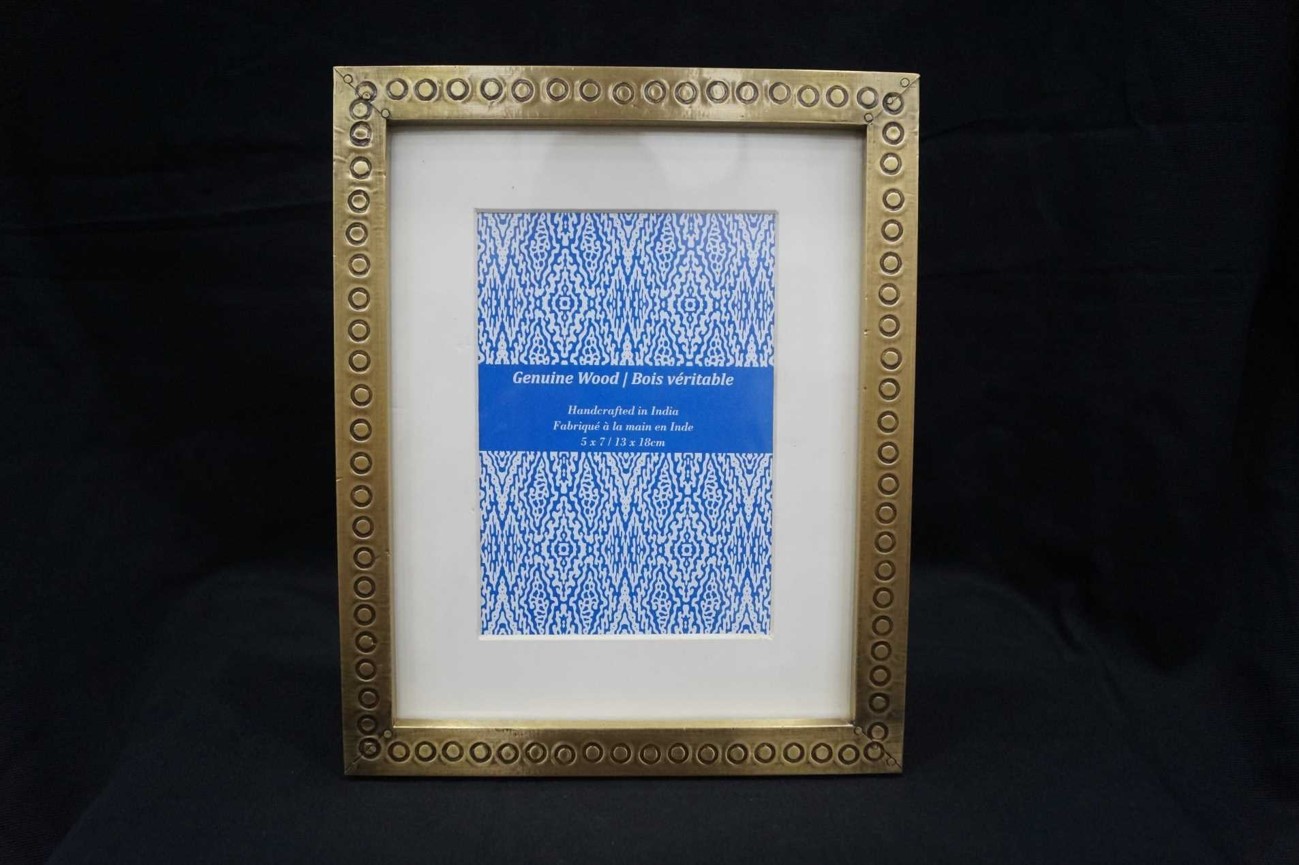 Genuine Wood | Bois véritable
Handcrafted in India
Fabriqué à la main en Inde
5 x 7 / 13 x 18cm